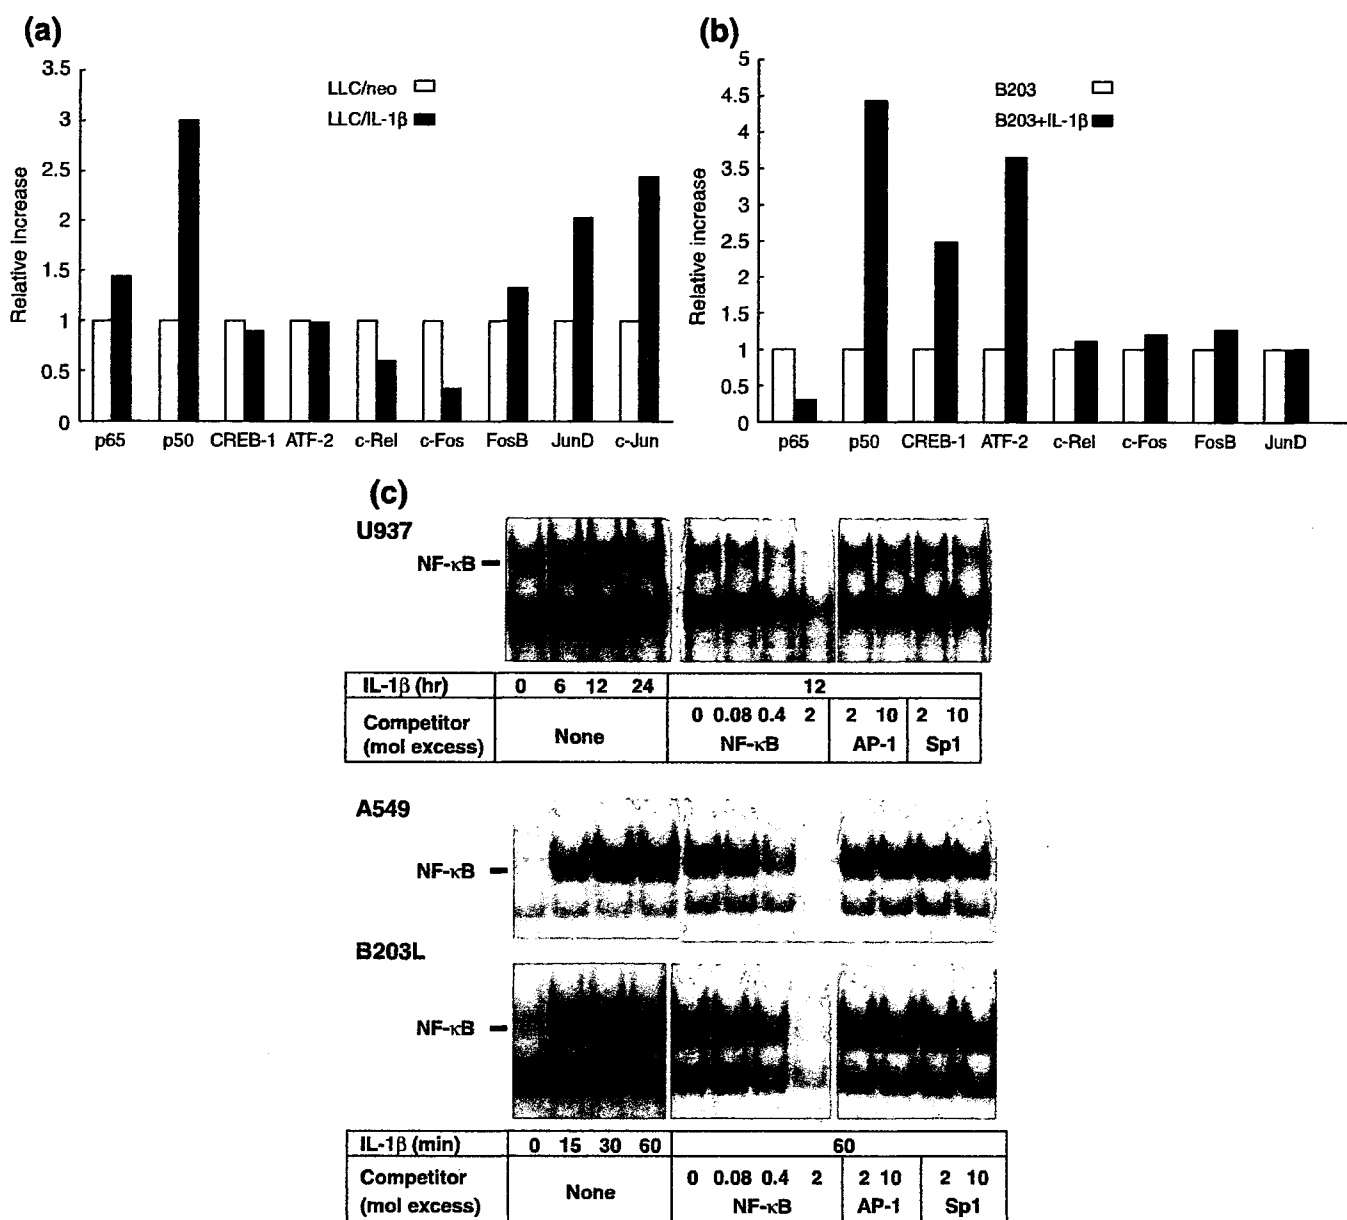 (a)
3.5
3
2.5
2
1.5
1
0.5
0
Relative increase
LLC/neo
LLC/IL-1β
p65 p50 CREB-1 ATF-2 c-Rel c-Fos FosB JunD c-Jun
(b)
5
4.5
4
3.5
3
2.5
2
1.5
1
0.5
0
Relative increase
B203
B203+IL-1β
p65 p50 CREB-1 ATF-2 c-Rel c-Fos FosB JunD
(c)
U937
NF-κB
IL-1β (hr) 0 6 12 24 12
Competitor (mol excess) None 0 0.08 0.4 2 NF-κB 2 10 AP-1 2 10 Sp1
A549
NF-κB
B203L
NF-κB
IL-1β (min) 0 15 30 60 60
Competitor (mol excess) None 0 0.08 0.4 2 NF-κB 2 10 AP-1 2 10 Sp1